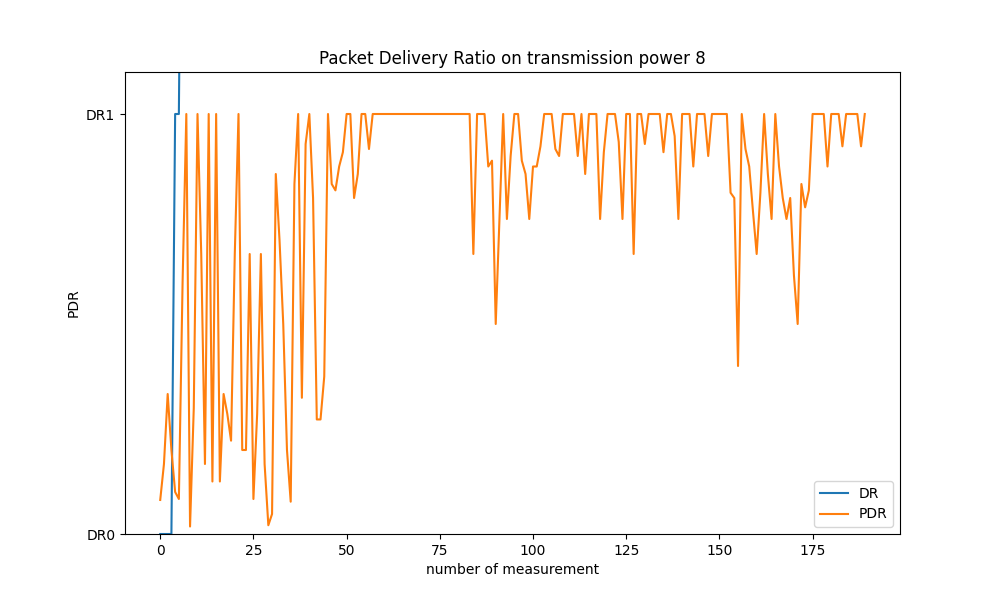 Packet Delivery Ratio on transmission power 8
DR1
PDR
DR0
0 25 50 75 100 125 150 175
number of measurement
DR
PDR